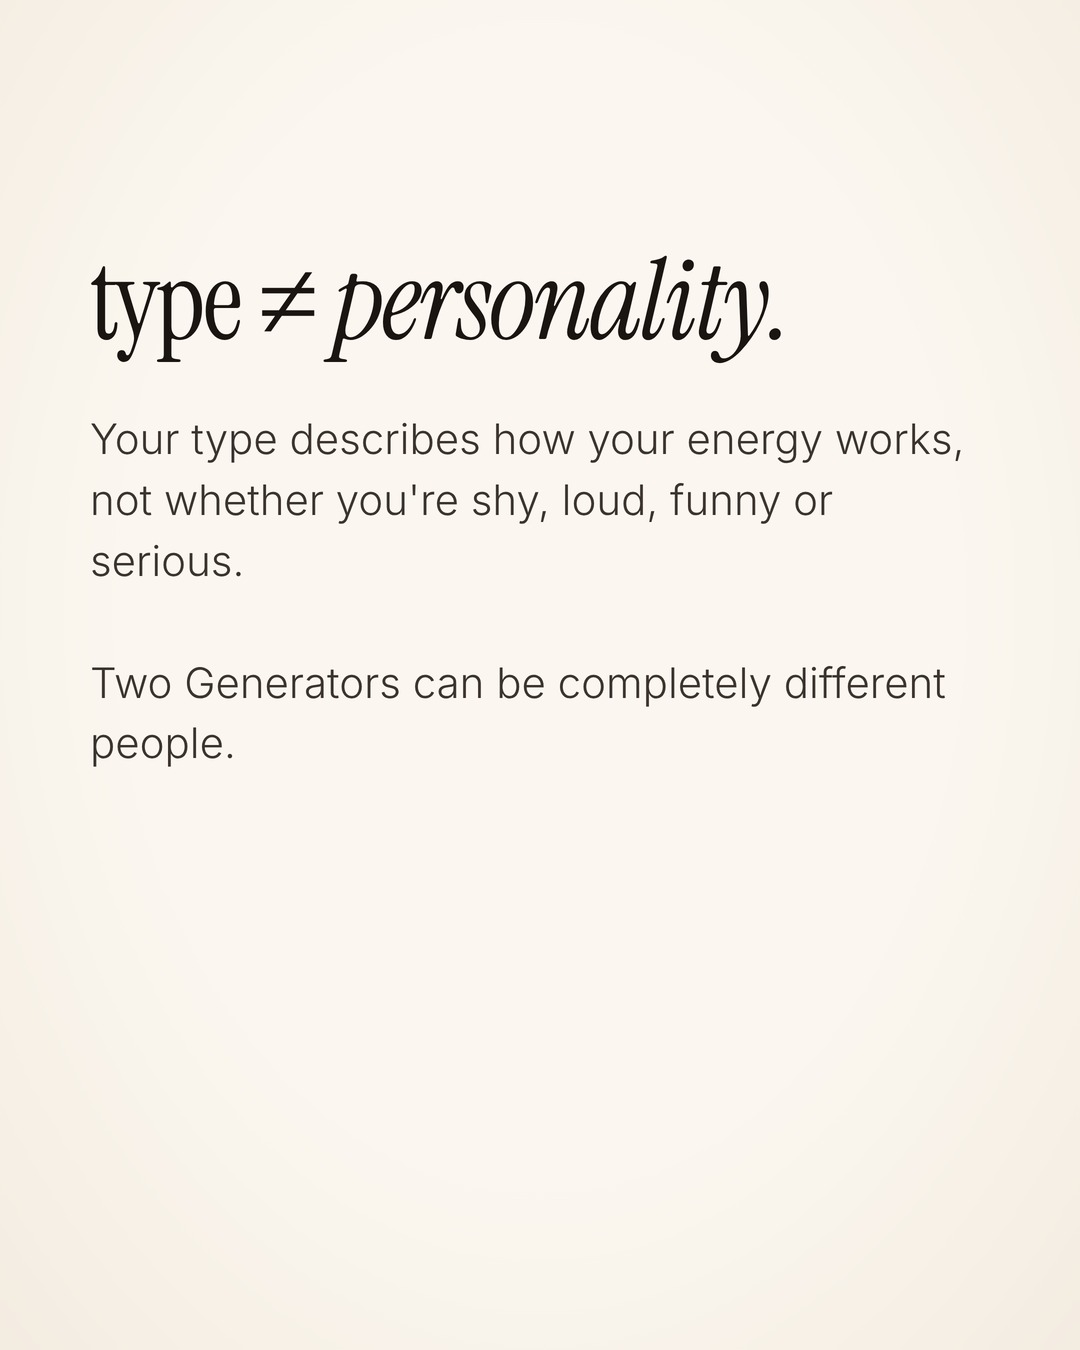 type ≠ personality.
Your type describes how your energy works,
not whether you're shy, loud, funny or
serious.
Two Generators can be completely different
people.